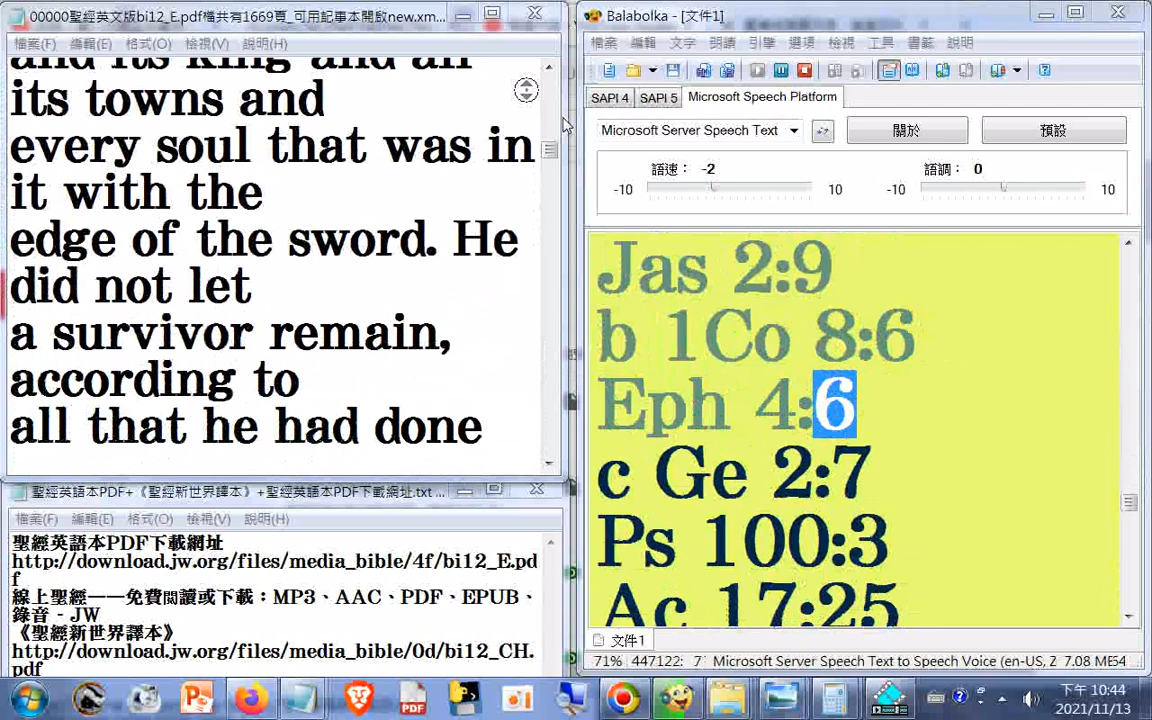 00000聖經英文版bi12_E.pdf檔共有1669頁_可用記事本開啟new.xm...
檔案(F) 編輯(E) 格式(O) 檢視(V) 說明(H)
and its king and all
its towns and
every soul that was in
it with the
edge of the sword. He
did not let
a survivor remain,
according to
all that he had done
聖經英語本PDF+《聖經新世界譯本》+聖經英語本PDF下載網址.txt ...
檔案(F) 編輯(E) 格式(O) 檢視(V) 說明(H)
聖經英語本PDF下載網址
http://download.jw.org/files/media_bible/4f/bi12_E.pd
f
線上聖經——免費閱讀或下載：MP3、AAC、PDF、EPUB、
錄音 - JW
《聖經新世界譯本》
http://download.jw.org/files/media_bible/0d/bi12_CH.
pdf
Balabolka - [文件1]
檔案 編輯 文字 朗讀 引擎 選項 檢視 工具 書籤 說明
SAPI 4 SAPI 5 Microsoft Speech Platform
Microsoft Server Speech Text 關於 預設
語速： -2 語調： 0
-10 10 -10 10
Jas 2:9
b 1Co 8:6
Eph 4:6
c Ge 2:7
Ps 100:3
Ac 17:25
文件1
71% 447122: 7 Microsoft Server Speech Text to Speech Voice (en-US, Z 7.08 ME54
下午 10:44
2021/11/13